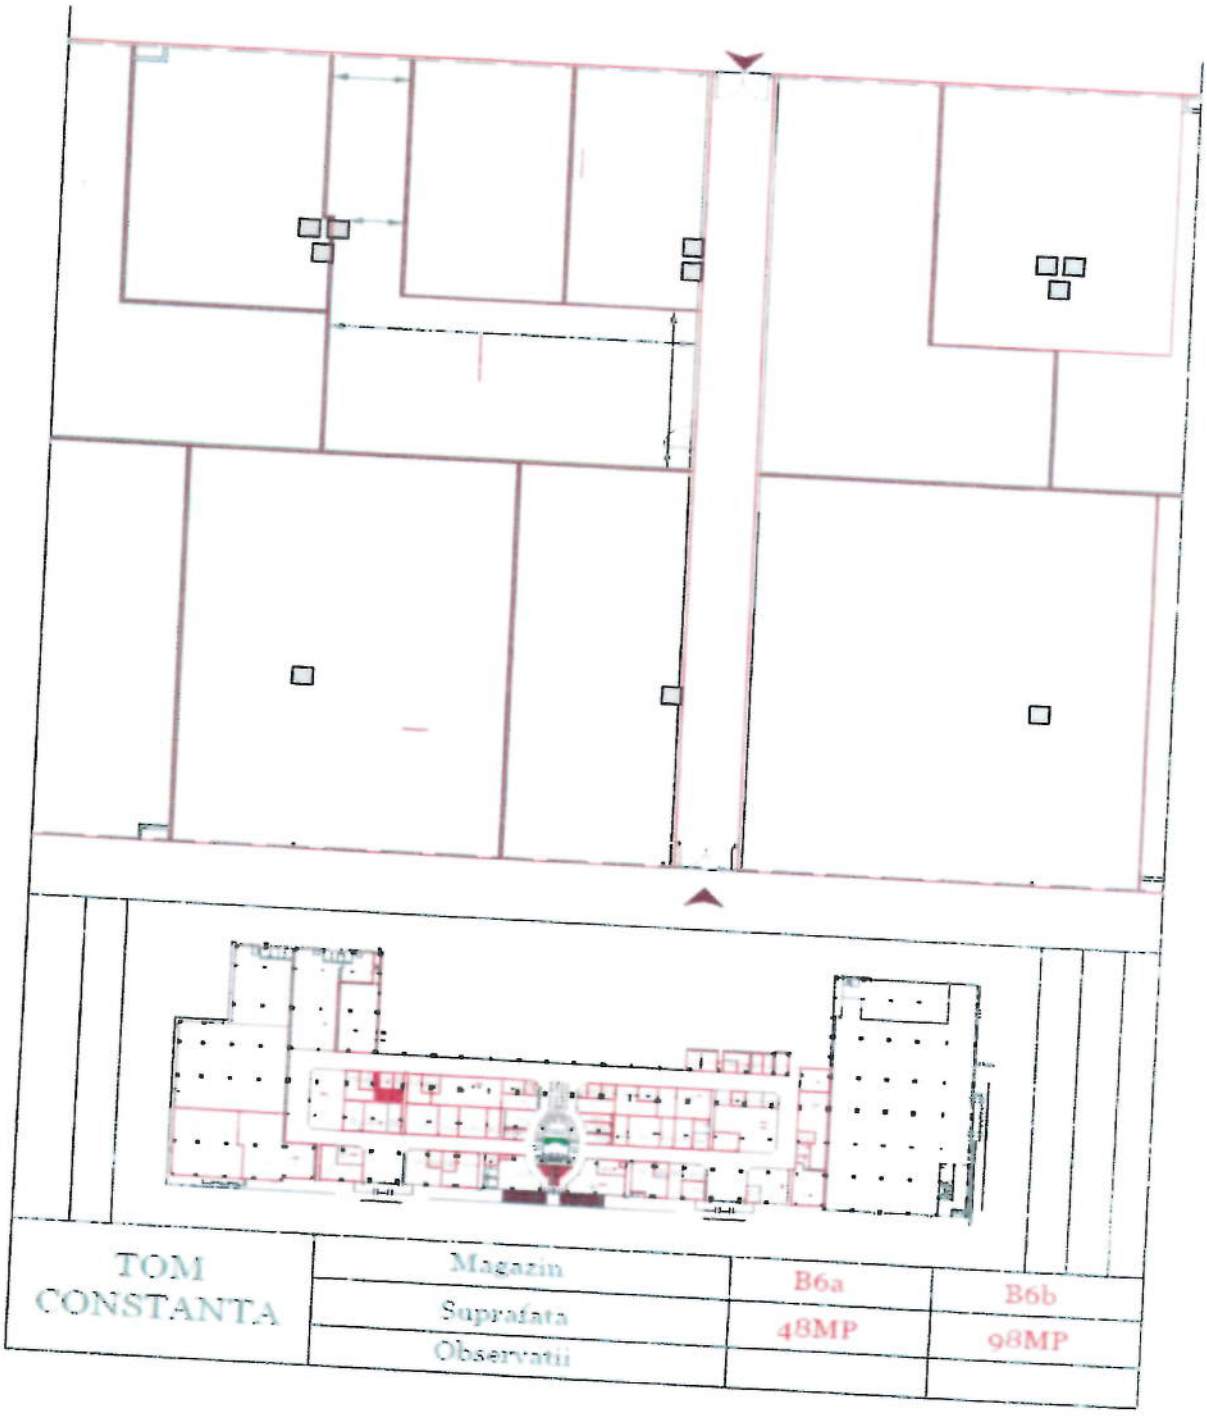 TOM
CONSTANTA
Magazin
B6a
B6b
Suprafata
48MP
98MP
Observatii